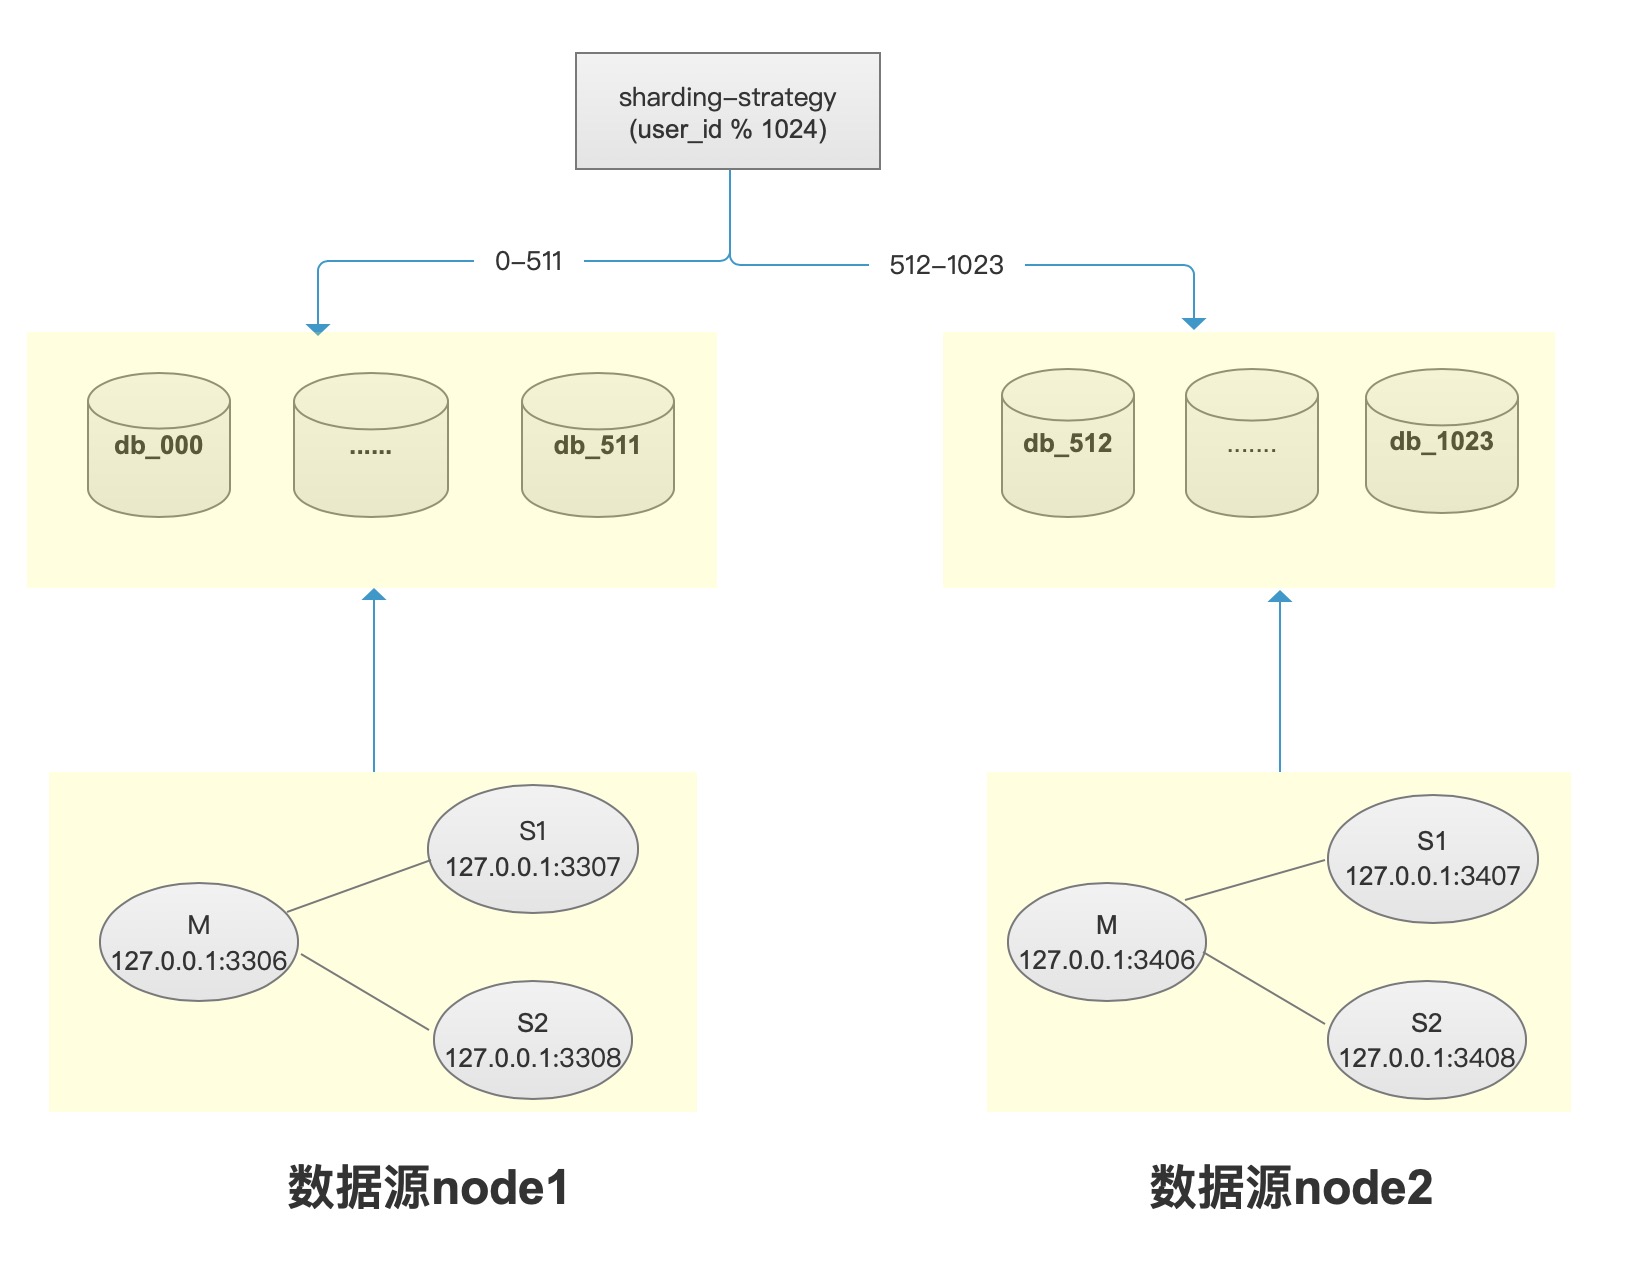 sharding-strategy
(user_id % 1024)
0-511
512-1023
db_000
......
db_511
db_512
.......
db_1023
S1
127.0.0.1:3307
M
127.0.0.1:3306
S2
127.0.0.1:3308
S1
127.0.0.1:3407
M
127.0.0.1:3406
S2
127.0.0.1:3408
数据源node1
数据源node2